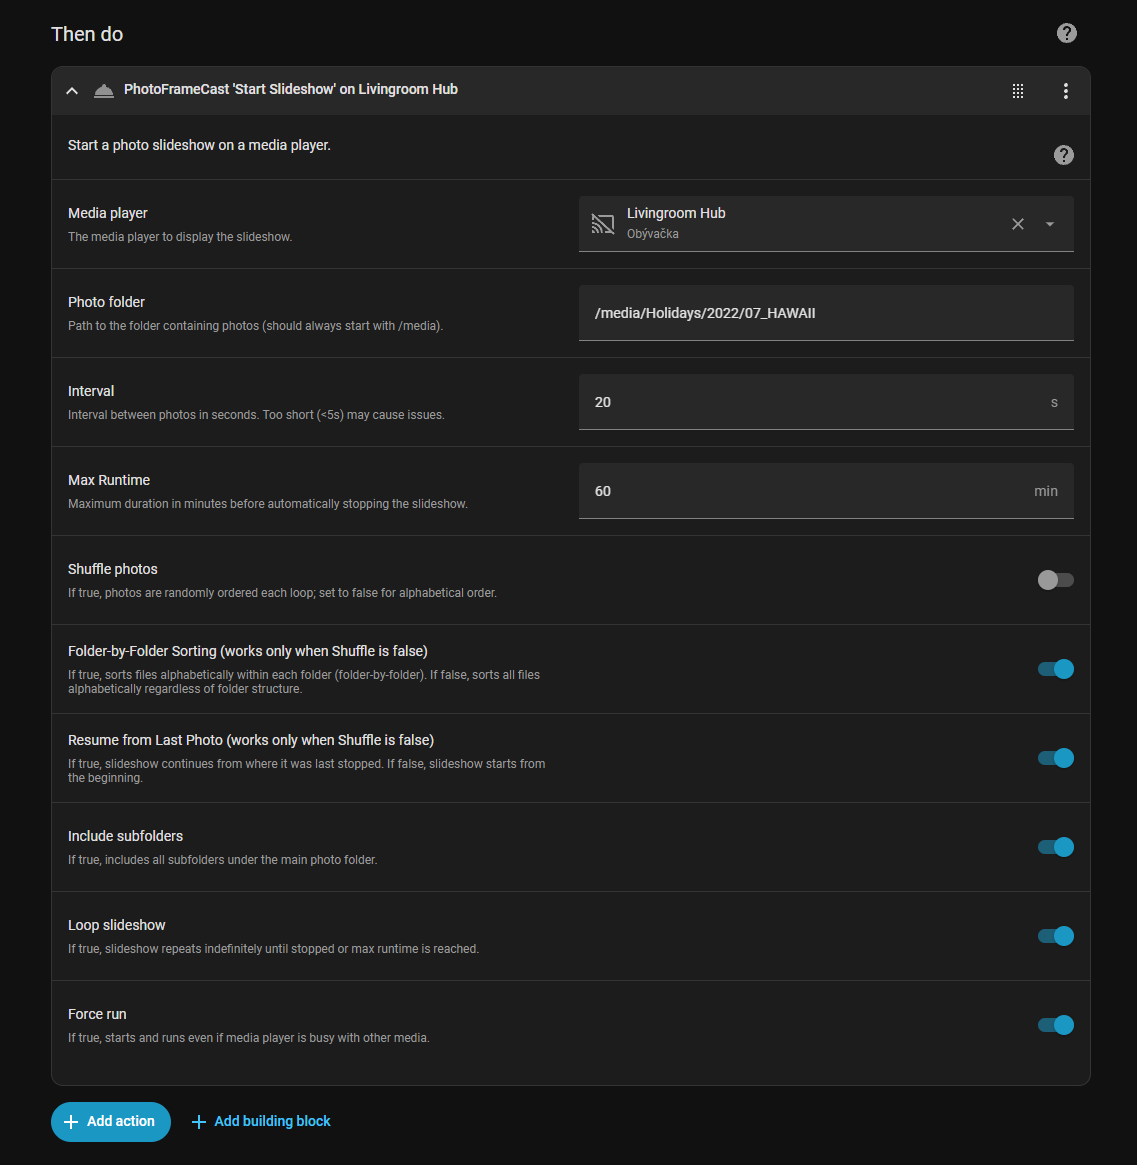 Then do
PhotoFrameCast 'Start Slideshow' on Livingroom Hub
Start a photo slideshow on a media player.
Media player
The media player to display the slideshow.
Livingroom Hub
Obývačka
Photo folder
Path to the folder containing photos (should always start with /media).
/media/Holidays/2022/07_HAWAII
Interval
Interval between photos in seconds. Too short (<5s) may cause issues.
20 s
Max Runtime
Maximum duration in minutes before automatically stopping the slideshow.
60 min
Shuffle photos
If true, photos are randomly ordered each loop; set to false for alphabetical order.
Folder-by-Folder Sorting (works only when Shuffle is false)
If true, sorts files alphabetically within each folder (folder-by-folder). If false, sorts all files
alphabetically regardless of folder structure.
Resume from Last Photo (works only when Shuffle is false)
If true, slideshow continues from where it was last stopped. If false, slideshow starts from
the beginning.
Include subfolders
If true, includes all subfolders under the main photo folder.
Loop slideshow
If true, slideshow repeats indefinitely until stopped or max runtime is reached.
Force run
If true, starts and runs even if media player is busy with other media.
Add action
Add building block